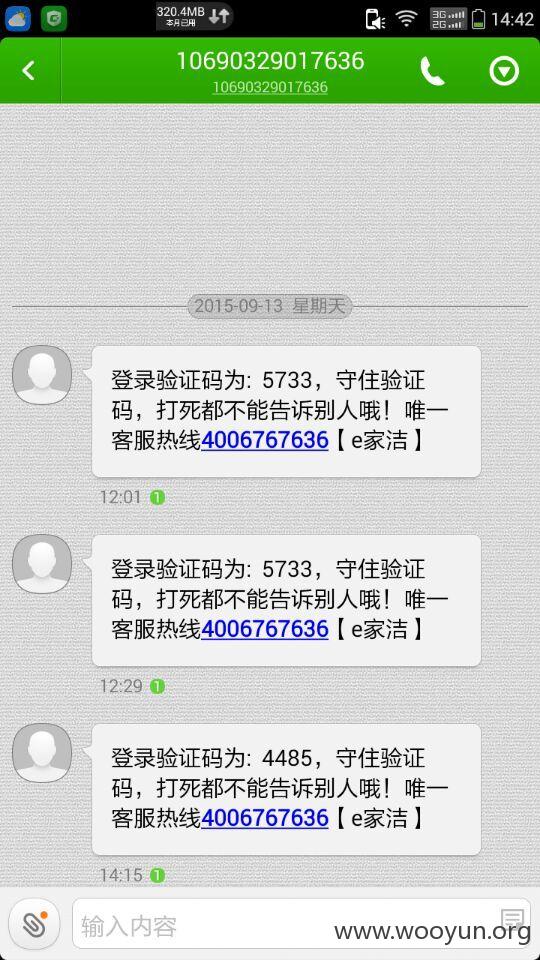 320.4MB
本月已用
3G
2G
14:42
10690329017636
10690329017636
2015-09-13 星期天
登录验证码为: 5733，守住验证
码，打死都不能告诉别人哦！唯一
客服热线4006767636【e家洁】
12:01 1
登录验证码为: 5733，守住验证
码，打死都不能告诉别人哦！唯一
客服热线4006767636【e家洁】
12:29 1
登录验证码为: 4485，守住验证
码，打死都不能告诉别人哦！唯一
客服热线4006767636【e家洁】
14:15 1
输入内容
www.wooyun.org